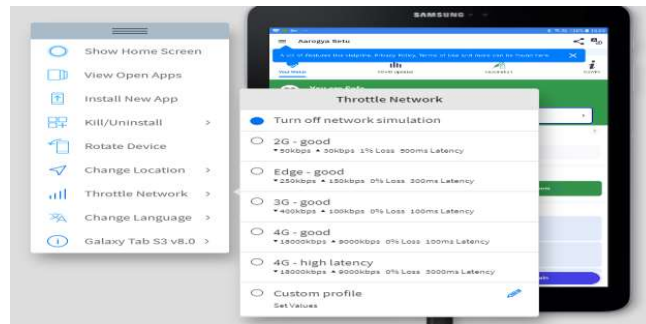 SAMSUNG
Aarogya Setu
Show Home Screen
View Open Apps
Install New App
Kill/Uninstall >
Rotate Device
Change Location >
Throttle Network >
Change Language >
Galaxy Tab S3 v8.0 >
You are Safe
Throttle Network
Turn off network simulation
2G - good
▾50kbps ▴30kbps 1% Loss 500ms Latency
Edge - good
▾250kbps ▴150kbps 0% Loss 300ms Latency
3G - good
▾400kbps ▴100kbps 0% Loss 100ms Latency
4G - good
▾18000kbps ▴9000kbps 0% Loss 100ms Latency
4G - high latency
▾18000kbps ▴9000kbps 0% Loss 3000ms Latency
Custom profile
Set Values